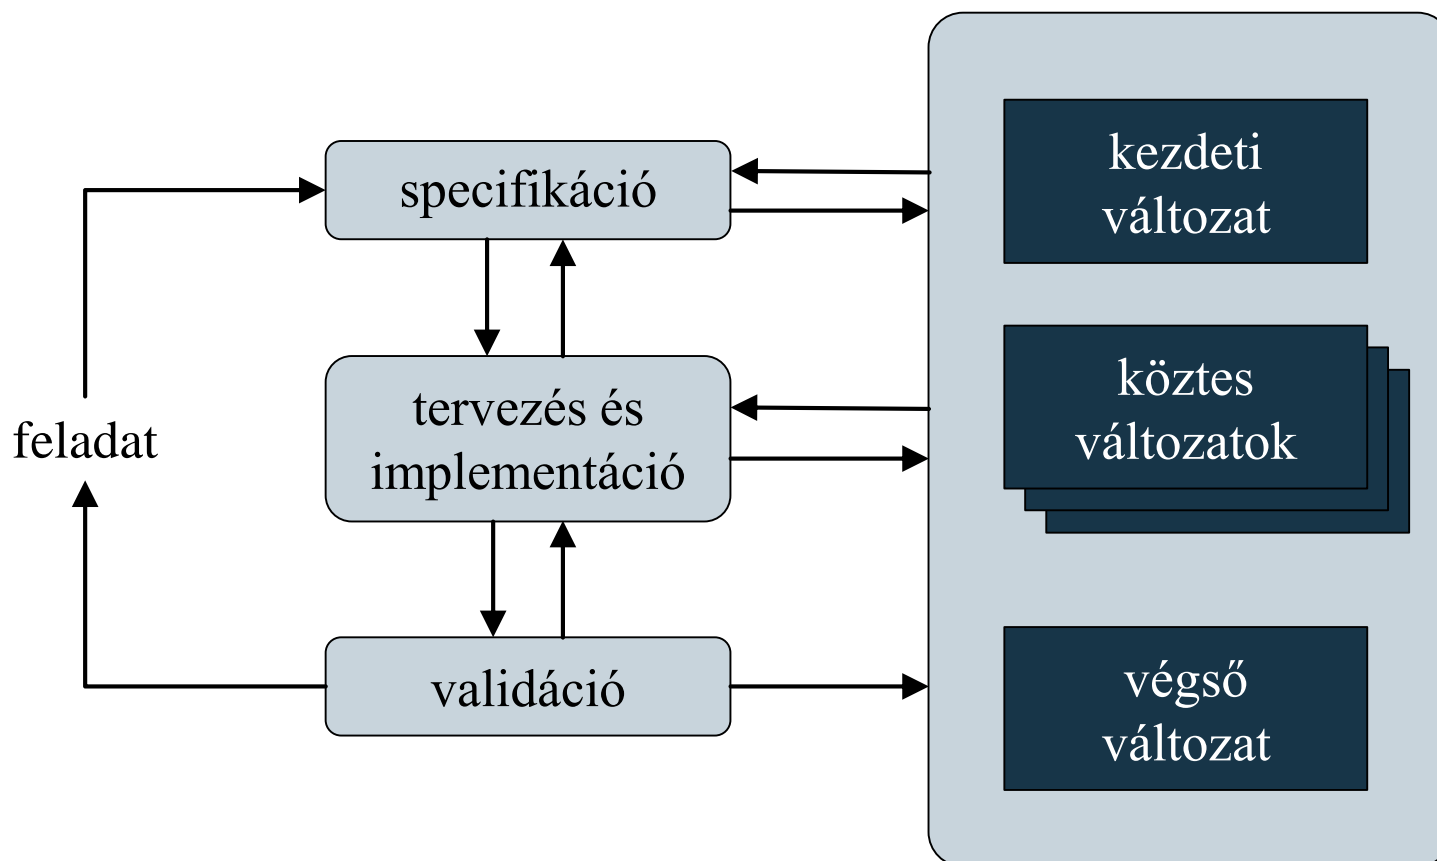 feladat
specifikáció
tervezés és
implementáció
validáció
kezdeti
változat
köztes
változatok
végső
változat